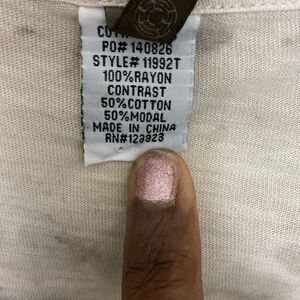 PO# 140826
STYLE# 11992T
100%RAYON
CONTRAST
50%COTTON
50%MODAL
MADE IN CHINA
RN#123923